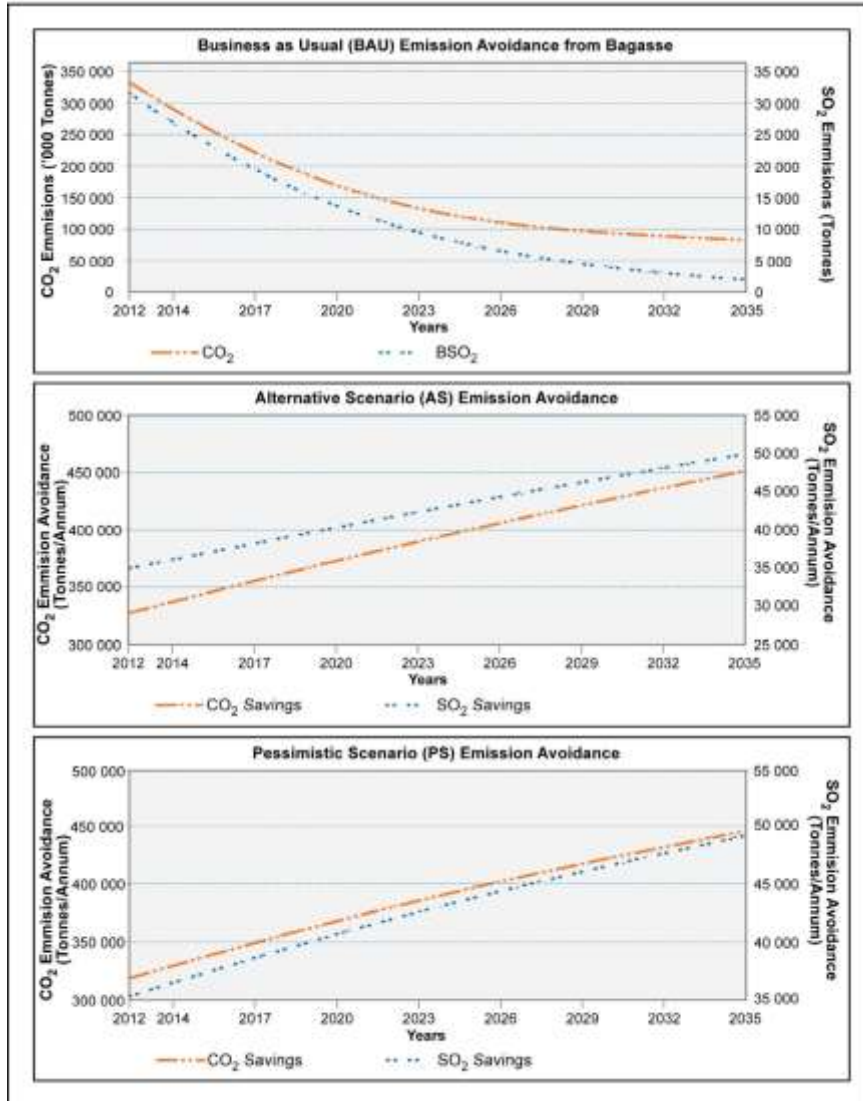 Business as Usual (BAU) Emission Avoidance from Bagasse
CO2 Emmisions ('000 Tonnes)
350 000
300 000
250 000
200 000
150 000
100 000
50 000
0
35 000
30 000
25 000
20 000
15 000
10 000
5 000
0
SO2 Emmisions (Tonnes)
2012 2014 2017 2020 2023 2026 2029 2032 2035
Years
CO2 BSO2
Alternative Scenario (AS) Emission Avoidance
CO2 Emmision Avoidance
(Tonnes/Annum)
500 000
450 000
400 000
350 000
300 000
55 000
50 000
45 000
40 000
35 000
30 000
25 000
SO2 Emmision Avoidance
(Tonnes/Annum)
2012 2014 2017 2020 2023 2026 2029 2032 2035
Years
CO2 Savings SO2 Savings
Pessimistic Scenario (PS) Emission Avoidance
CO2 Emmision Avoidance
(Tonnes/Annum)
500 000
450 000
400 000
350 000
300 000
55 000
50 000
45 000
40 000
35 000
SO2 Emmision Avoidance
(Tonnes/Annum)
2012 2014 2017 2020 2023 2026 2029 2032 2035
Years
CO2 Savings SO2 Savings